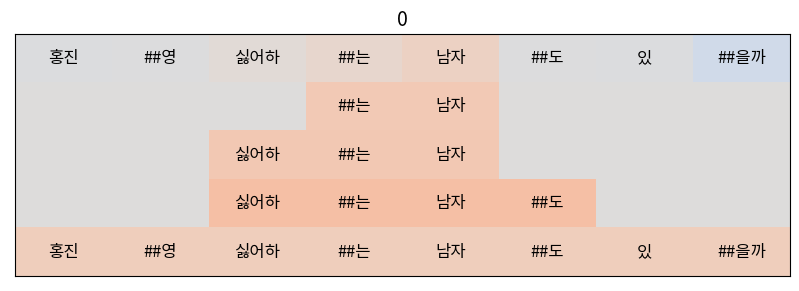 0
홍진 ##영 싫어하 ##는 남자 ##도 있 ##을까
##는 남자
싫어하 ##는 남자
싫어하 ##는 남자 ##도
홍진 ##영 싫어하 ##는 남자 ##도 있 ##을까